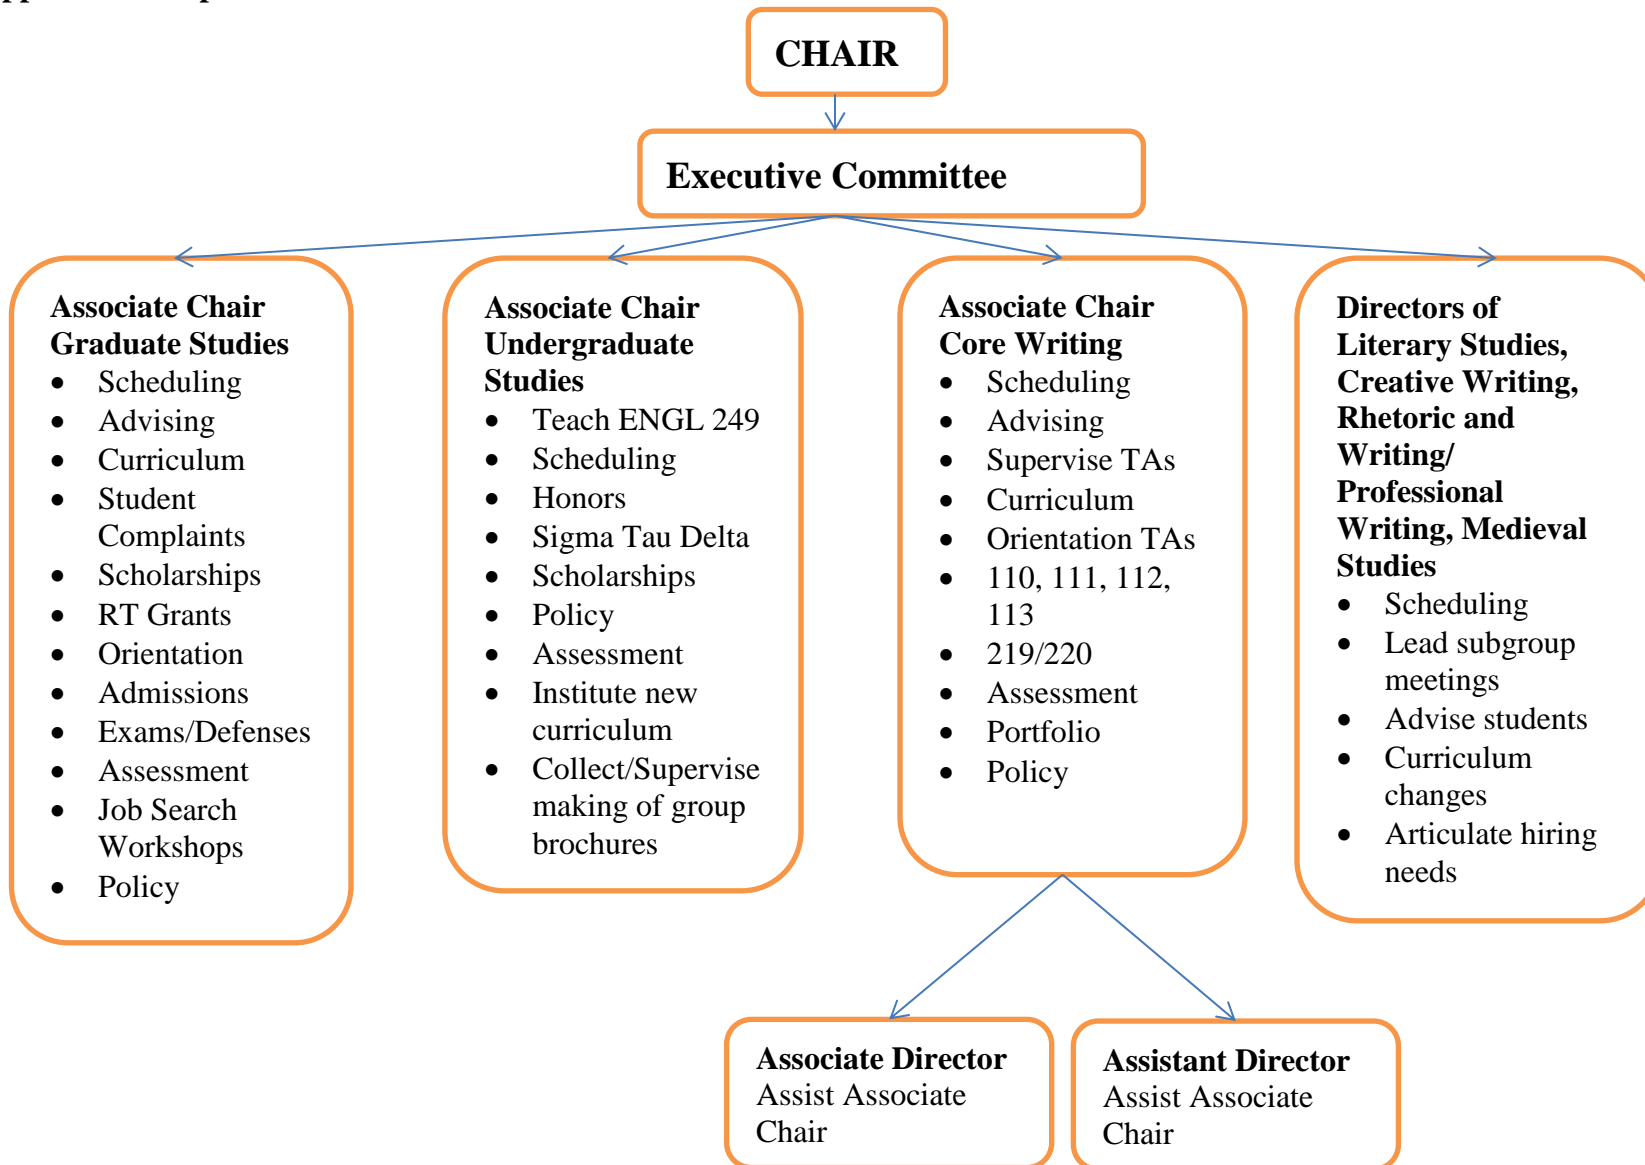 CHAIR
Executive Committee
Associate Chair
Graduate Studies
• Scheduling
• Advising
• Curriculum
• Student
Complaints
• Scholarships
• RT Grants
• Orientation
• Admissions
• Exams/Defenses
• Assessment
• Job Search
Workshops
• Policy
Associate Chair
Undergraduate
Studies
• Teach ENGL 249
• Scheduling
• Honors
• Sigma Tau Delta
• Scholarships
• Policy
• Assessment
• Institute new
curriculum
• Collect/Supervise
making of group
brochures
Associate Chair
Core Writing
• Scheduling
• Advising
• Supervise TAs
• Curriculum
• Orientation TAs
• 110, 111, 112,
113
• 219/220
• Assessment
• Portfolio
• Policy
Directors of
Literary Studies,
Creative Writing,
Rhetoric and
Writing/
Professional
Writing, Medieval
Studies
• Scheduling
• Lead subgroup
meetings
• Advise students
• Curriculum
changes
• Articulate hiring
needs
Associate Director
Assist Associate
Chair
Assistant Director
Assist Associate
Chair